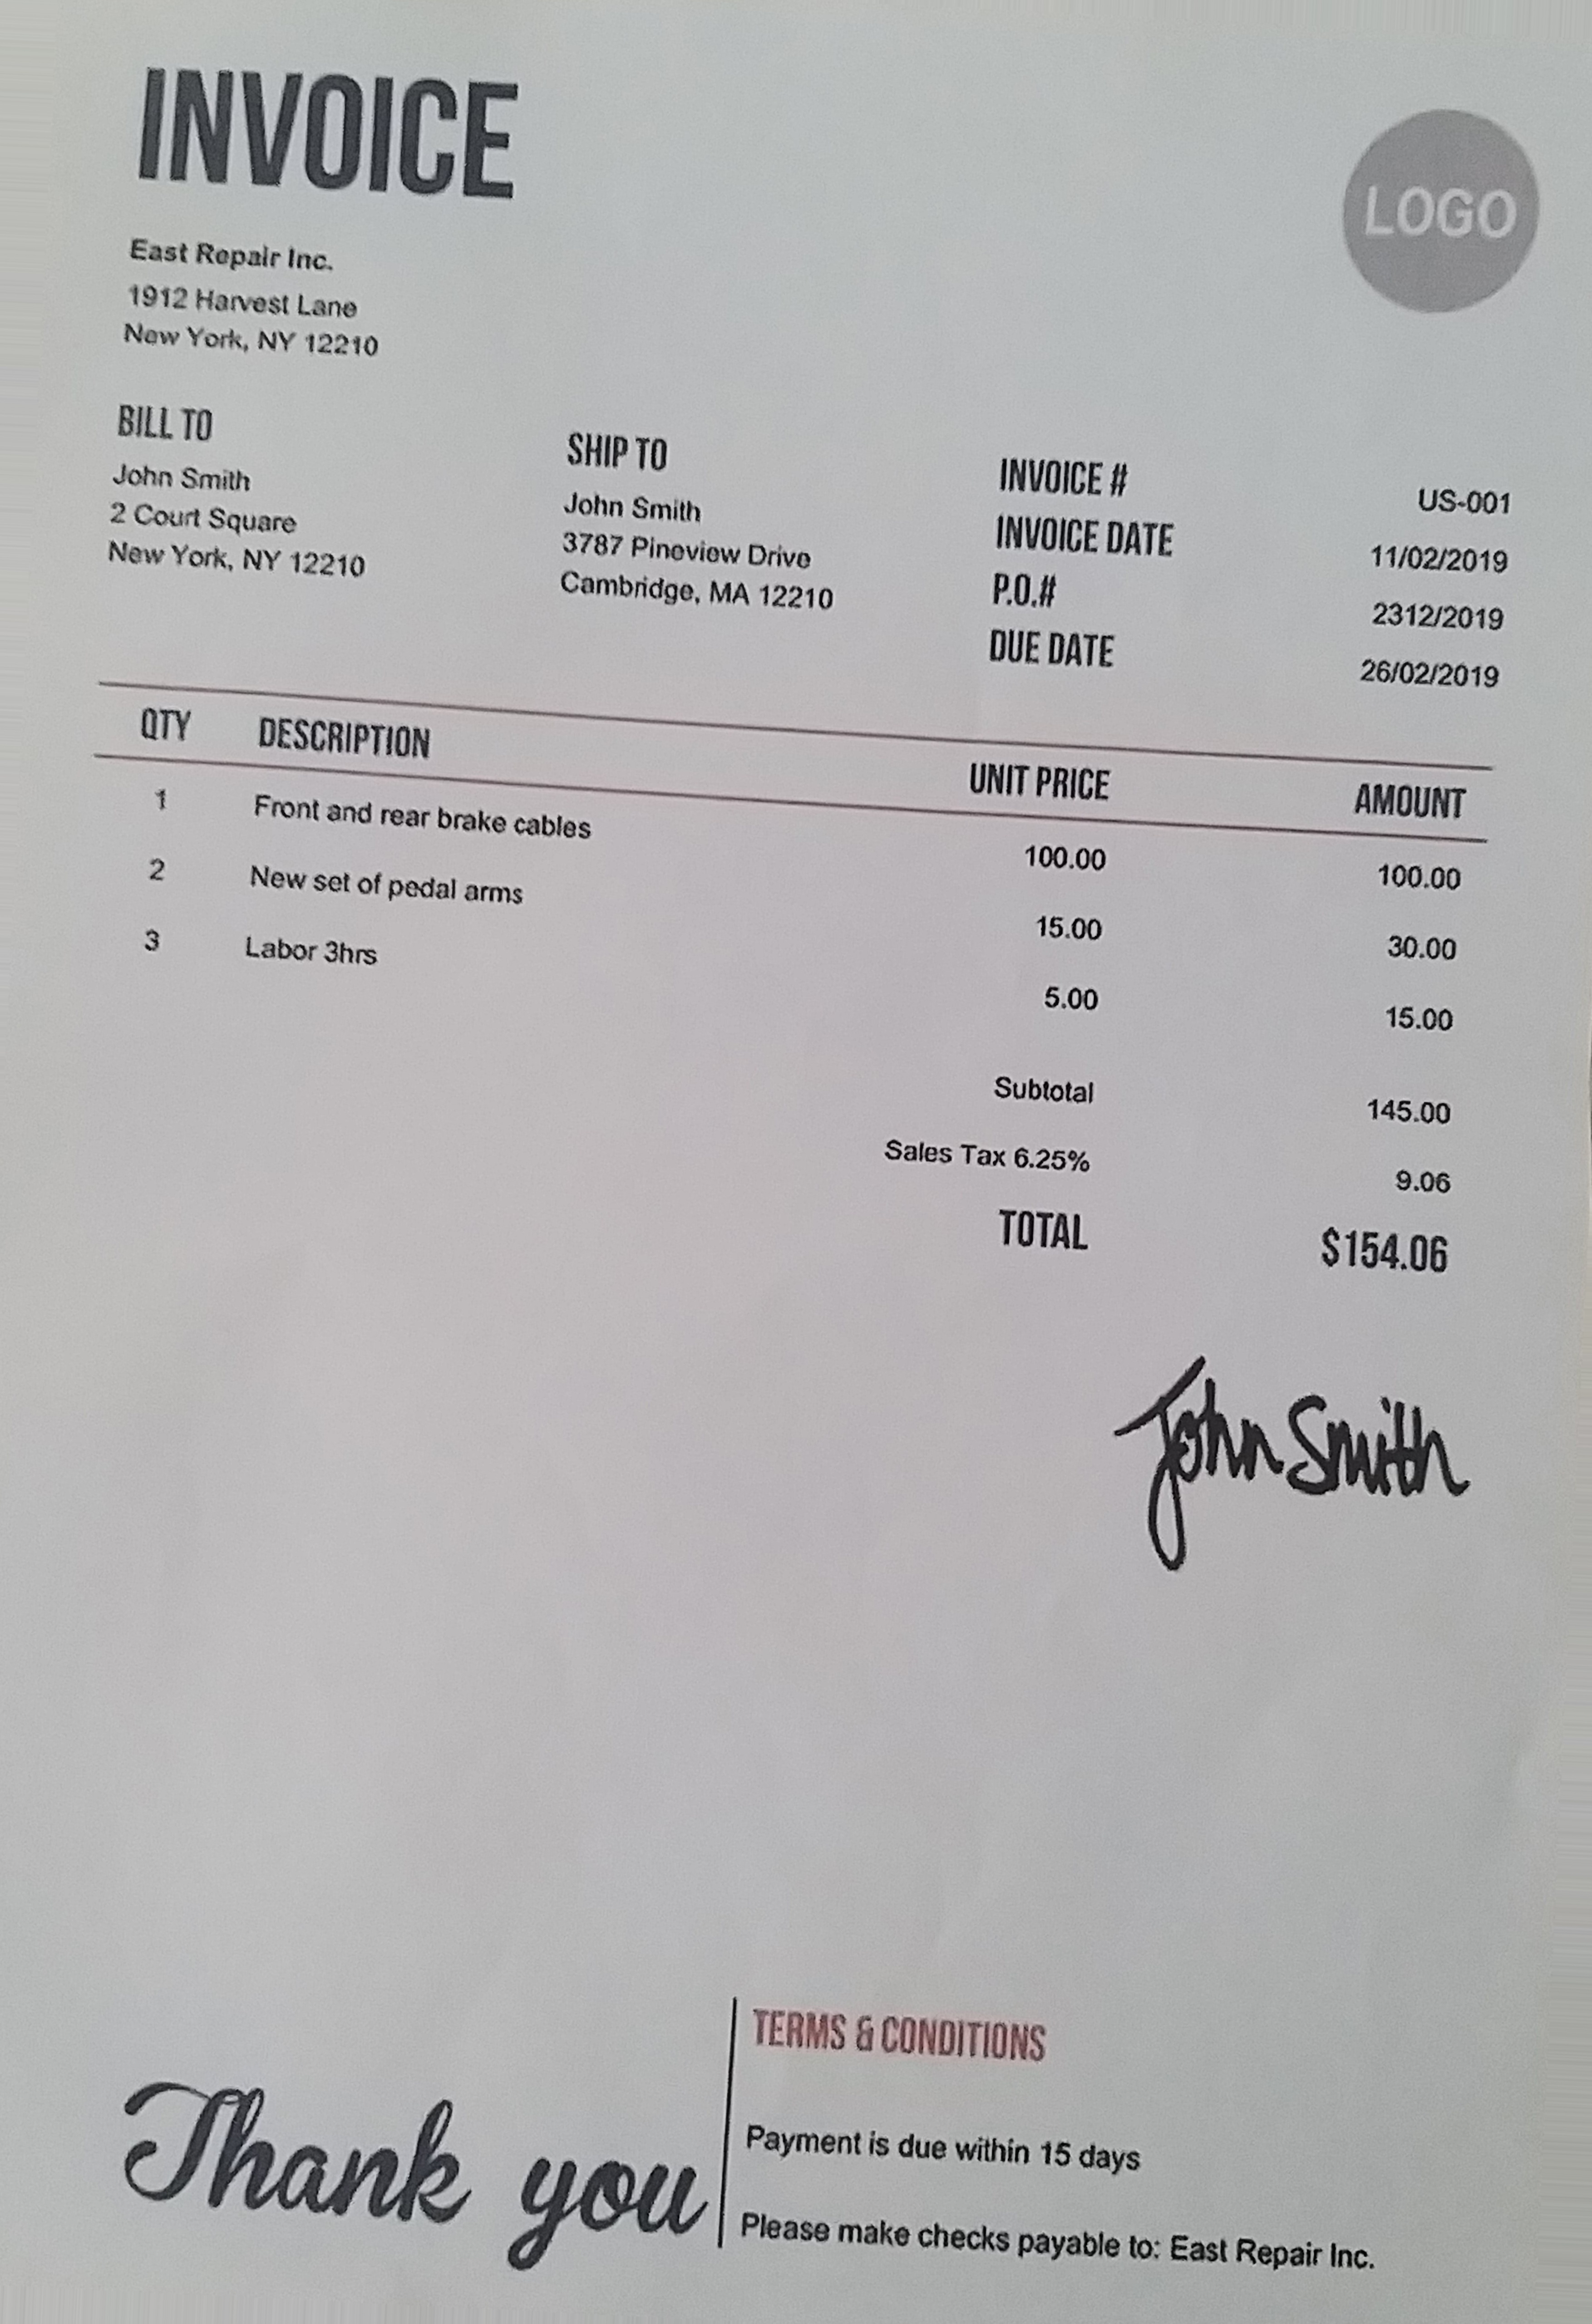 INVOICE
LOGO
East Repair Inc.
1912 Harvest Lane
New York, NY 12210
BILL TO
John Smith
2 Court Square
New York, NY 12210
SHIP TO
John Smith
3787 Pineview Drive
Cambridge, MA 12210
INVOICE # US-001
INVOICE DATE 11/02/2019
P.O.# 2312/2019
DUE DATE 26/02/2019
QTY DESCRIPTION UNIT PRICE AMOUNT
1 Front and rear brake cables 100.00 100.00
2 New set of pedal arms 15.00 30.00
3 Labor 3hrs 5.00 15.00
Subtotal 145.00
Sales Tax 6.25% 9.06
TOTAL $154.06
John Smith
Thank you
TERMS & CONDITIONS
Payment is due within 15 days
Please make checks payable to: East Repair Inc.